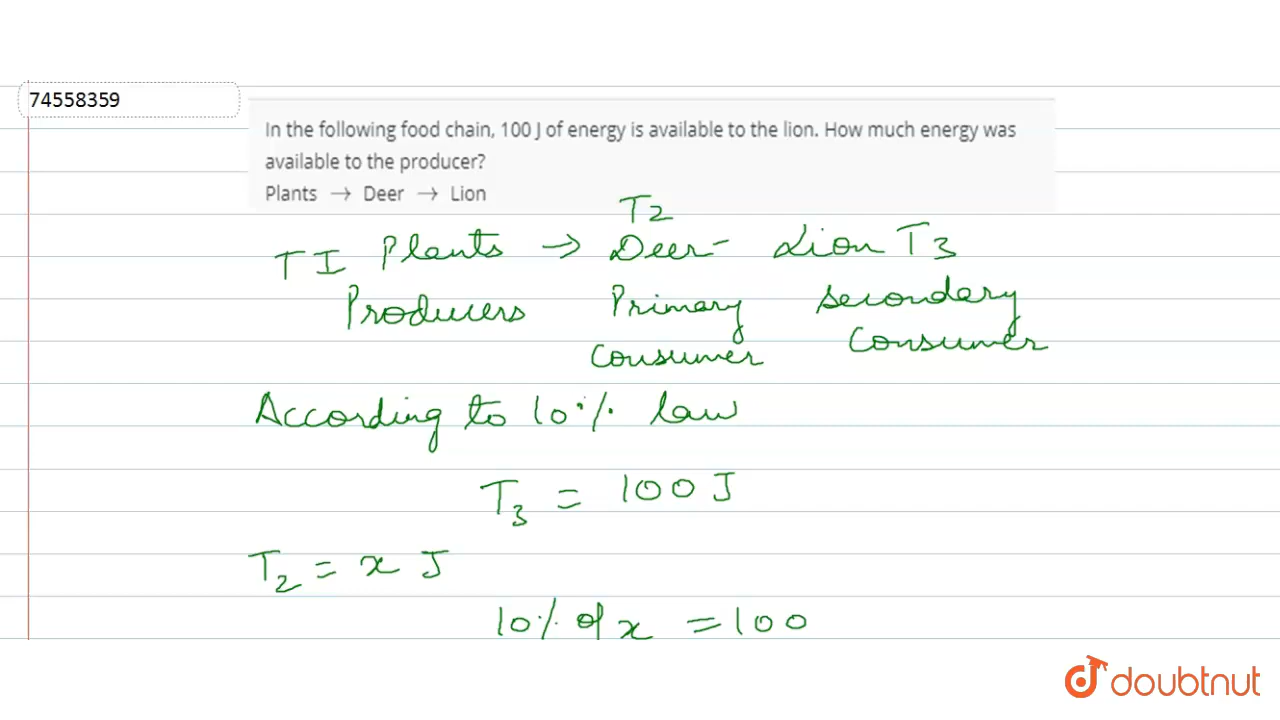 74558359
In the following food chain, 100 J of energy is available to the lion. How much energy was
available to the producer?
Plants → Deer → Lion
T2
TI Plants → Deer - Lion T3
Producers Primary Secondary
Consumer Consumer
According to 10% law
T3 = 100 J
T2 = x J
10% of x = 100
doubtnut